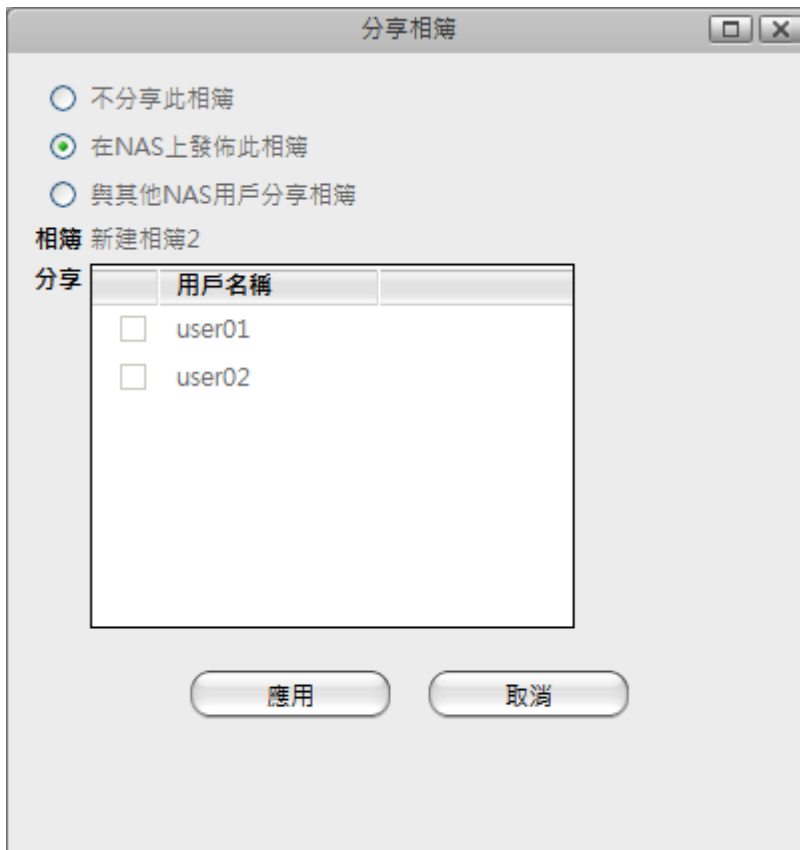 分享相簿
不分享此相簿
在NAS上發佈此相簿
與其他NAS用戶分享相簿
相簿 新建相簿2
分享
用戶名稱
user01
user02
應用 取消